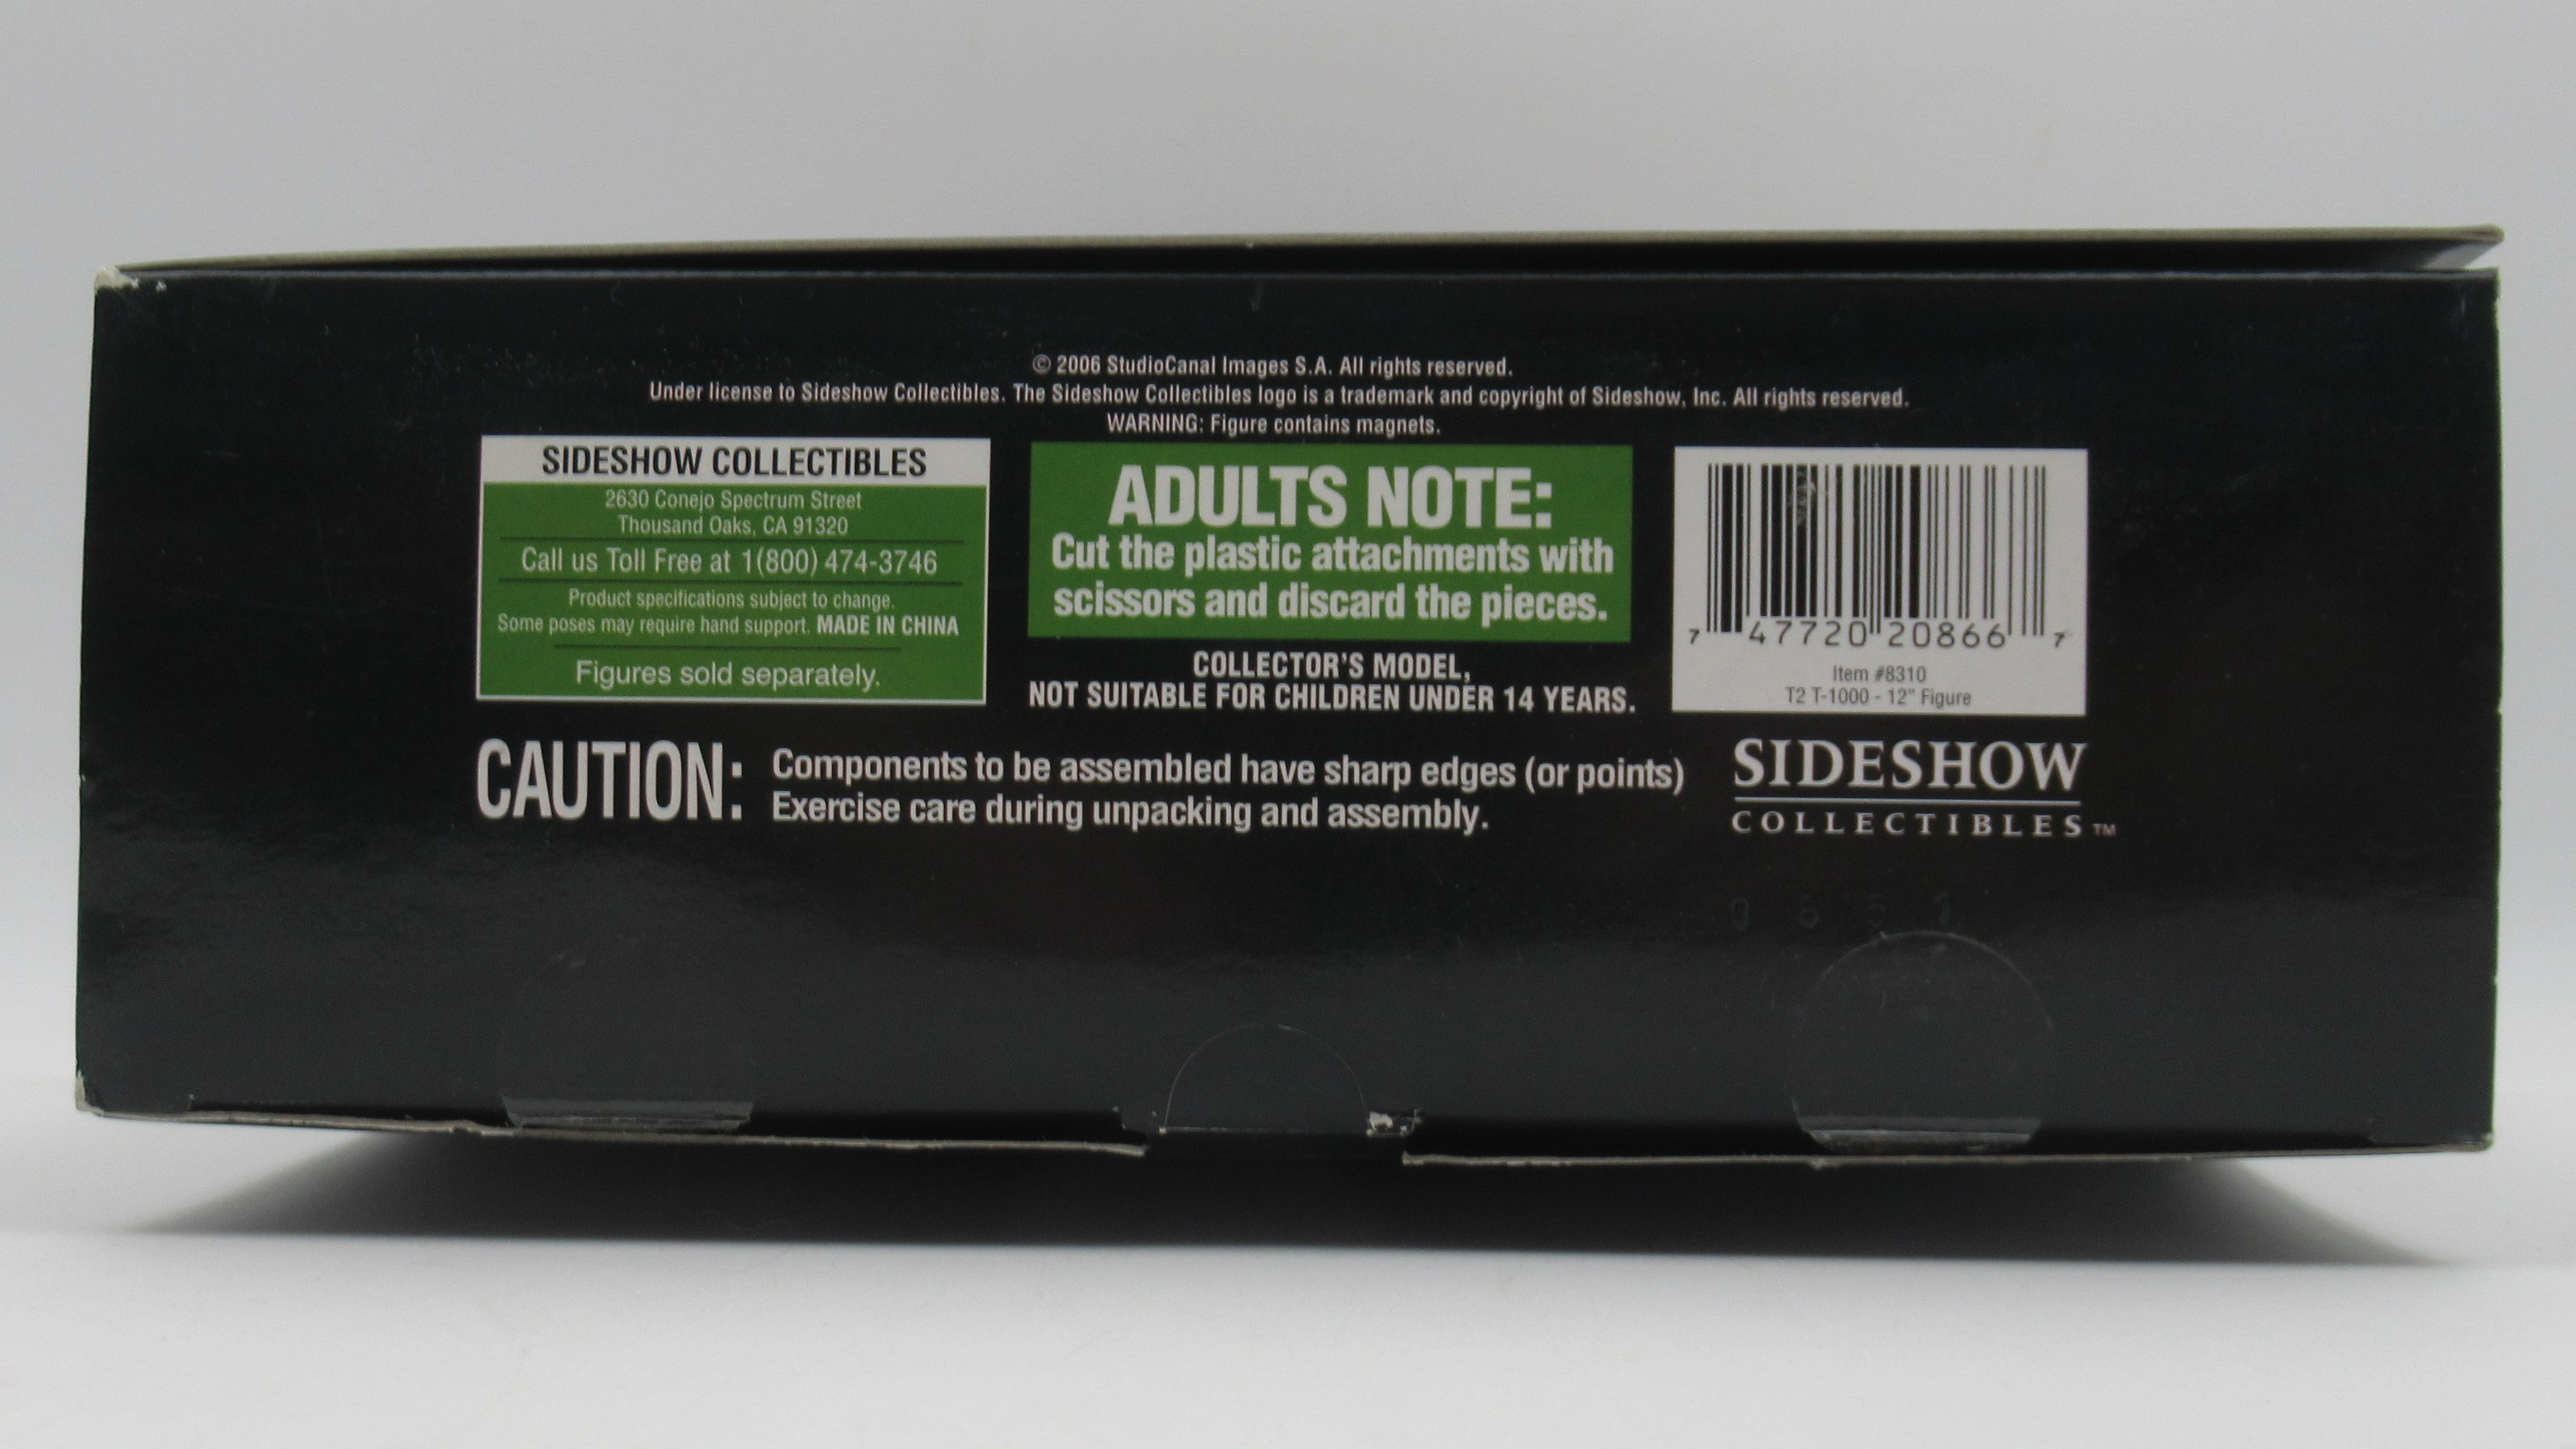 © 2006 StudioCanal Images S.A. All rights reserved.
Under license to Sideshow Collectibles. The Sideshow Collectibles logo is a trademark and copyright of Sideshow, Inc. All rights reserved.
WARNING: Figure contains magnets.
SIDESHOW COLLECTIBLES
2630 Conejo Spectrum Street
Thousand Oaks, CA 91320
Call us Toll Free at 1(800) 474-3746
Product specifications subject to change.
Some poses may require hand support. MADE IN CHINA
Figures sold separately.
ADULTS NOTE:
Cut the plastic attachments with
scissors and discard the pieces.
COLLECTOR'S MODEL,
NOT SUITABLE FOR CHILDREN UNDER 14 YEARS.
7 47720 20866 7
Item #8310
T2 T-1000 - 12" Figure
CAUTION: Components to be assembled have sharp edges (or points)
Exercise care during unpacking and assembly.
SIDESHOW
COLLECTIBLES™